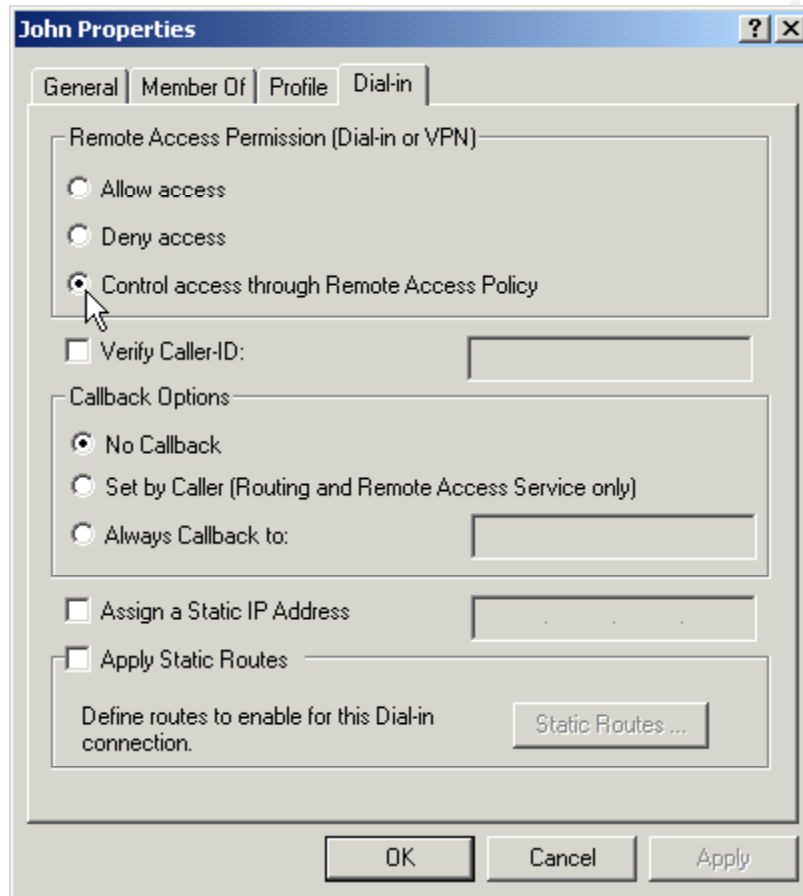 John Properties
General Member Of Profile Dial-in
Remote Access Permission (Dial-in or VPN)
Allow access
Deny access
Control access through Remote Access Policy
Verify Caller-ID:
Callback Options
No Callback
Set by Caller (Routing and Remote Access Service only)
Always Callback to:
Assign a Static IP Address . . .
Apply Static Routes
Define routes to enable for this Dial-in
connection.
Static Routes ...
OK Cancel Apply